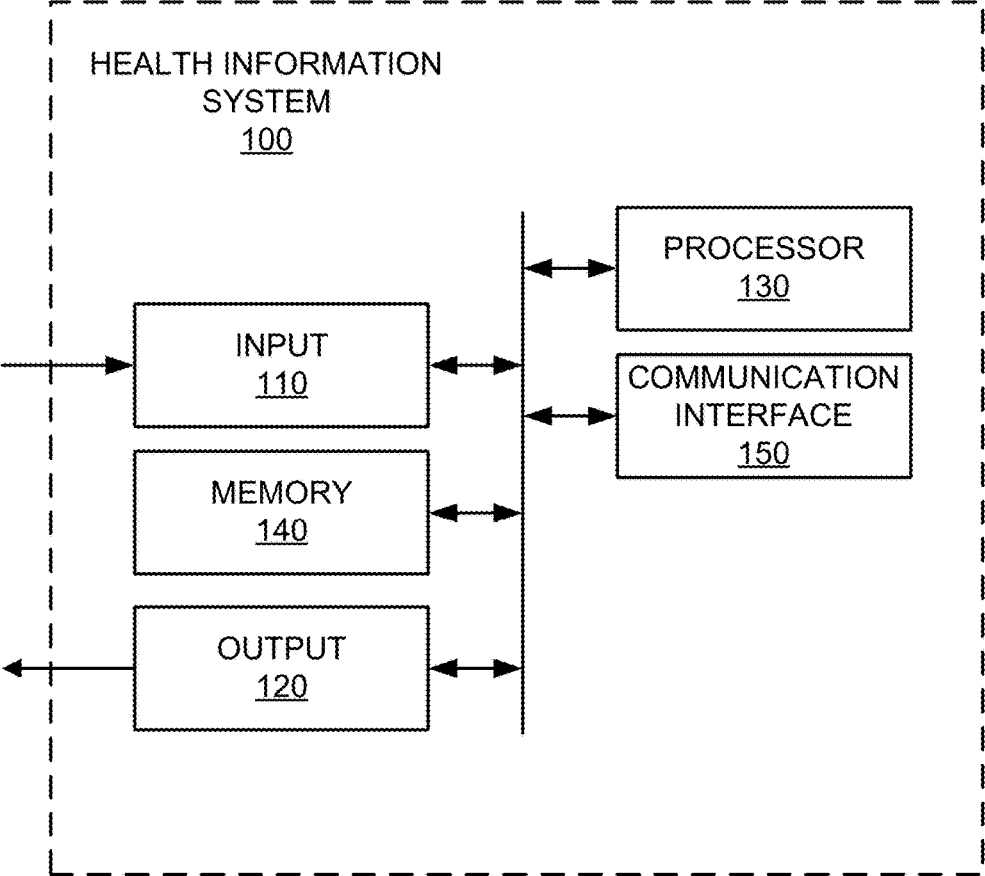 HEALTH INFORMATION
SYSTEM
100
PROCESSOR
130
INPUT
110
COMMUNICATION
INTERFACE
150
MEMORY
140
OUTPUT
120